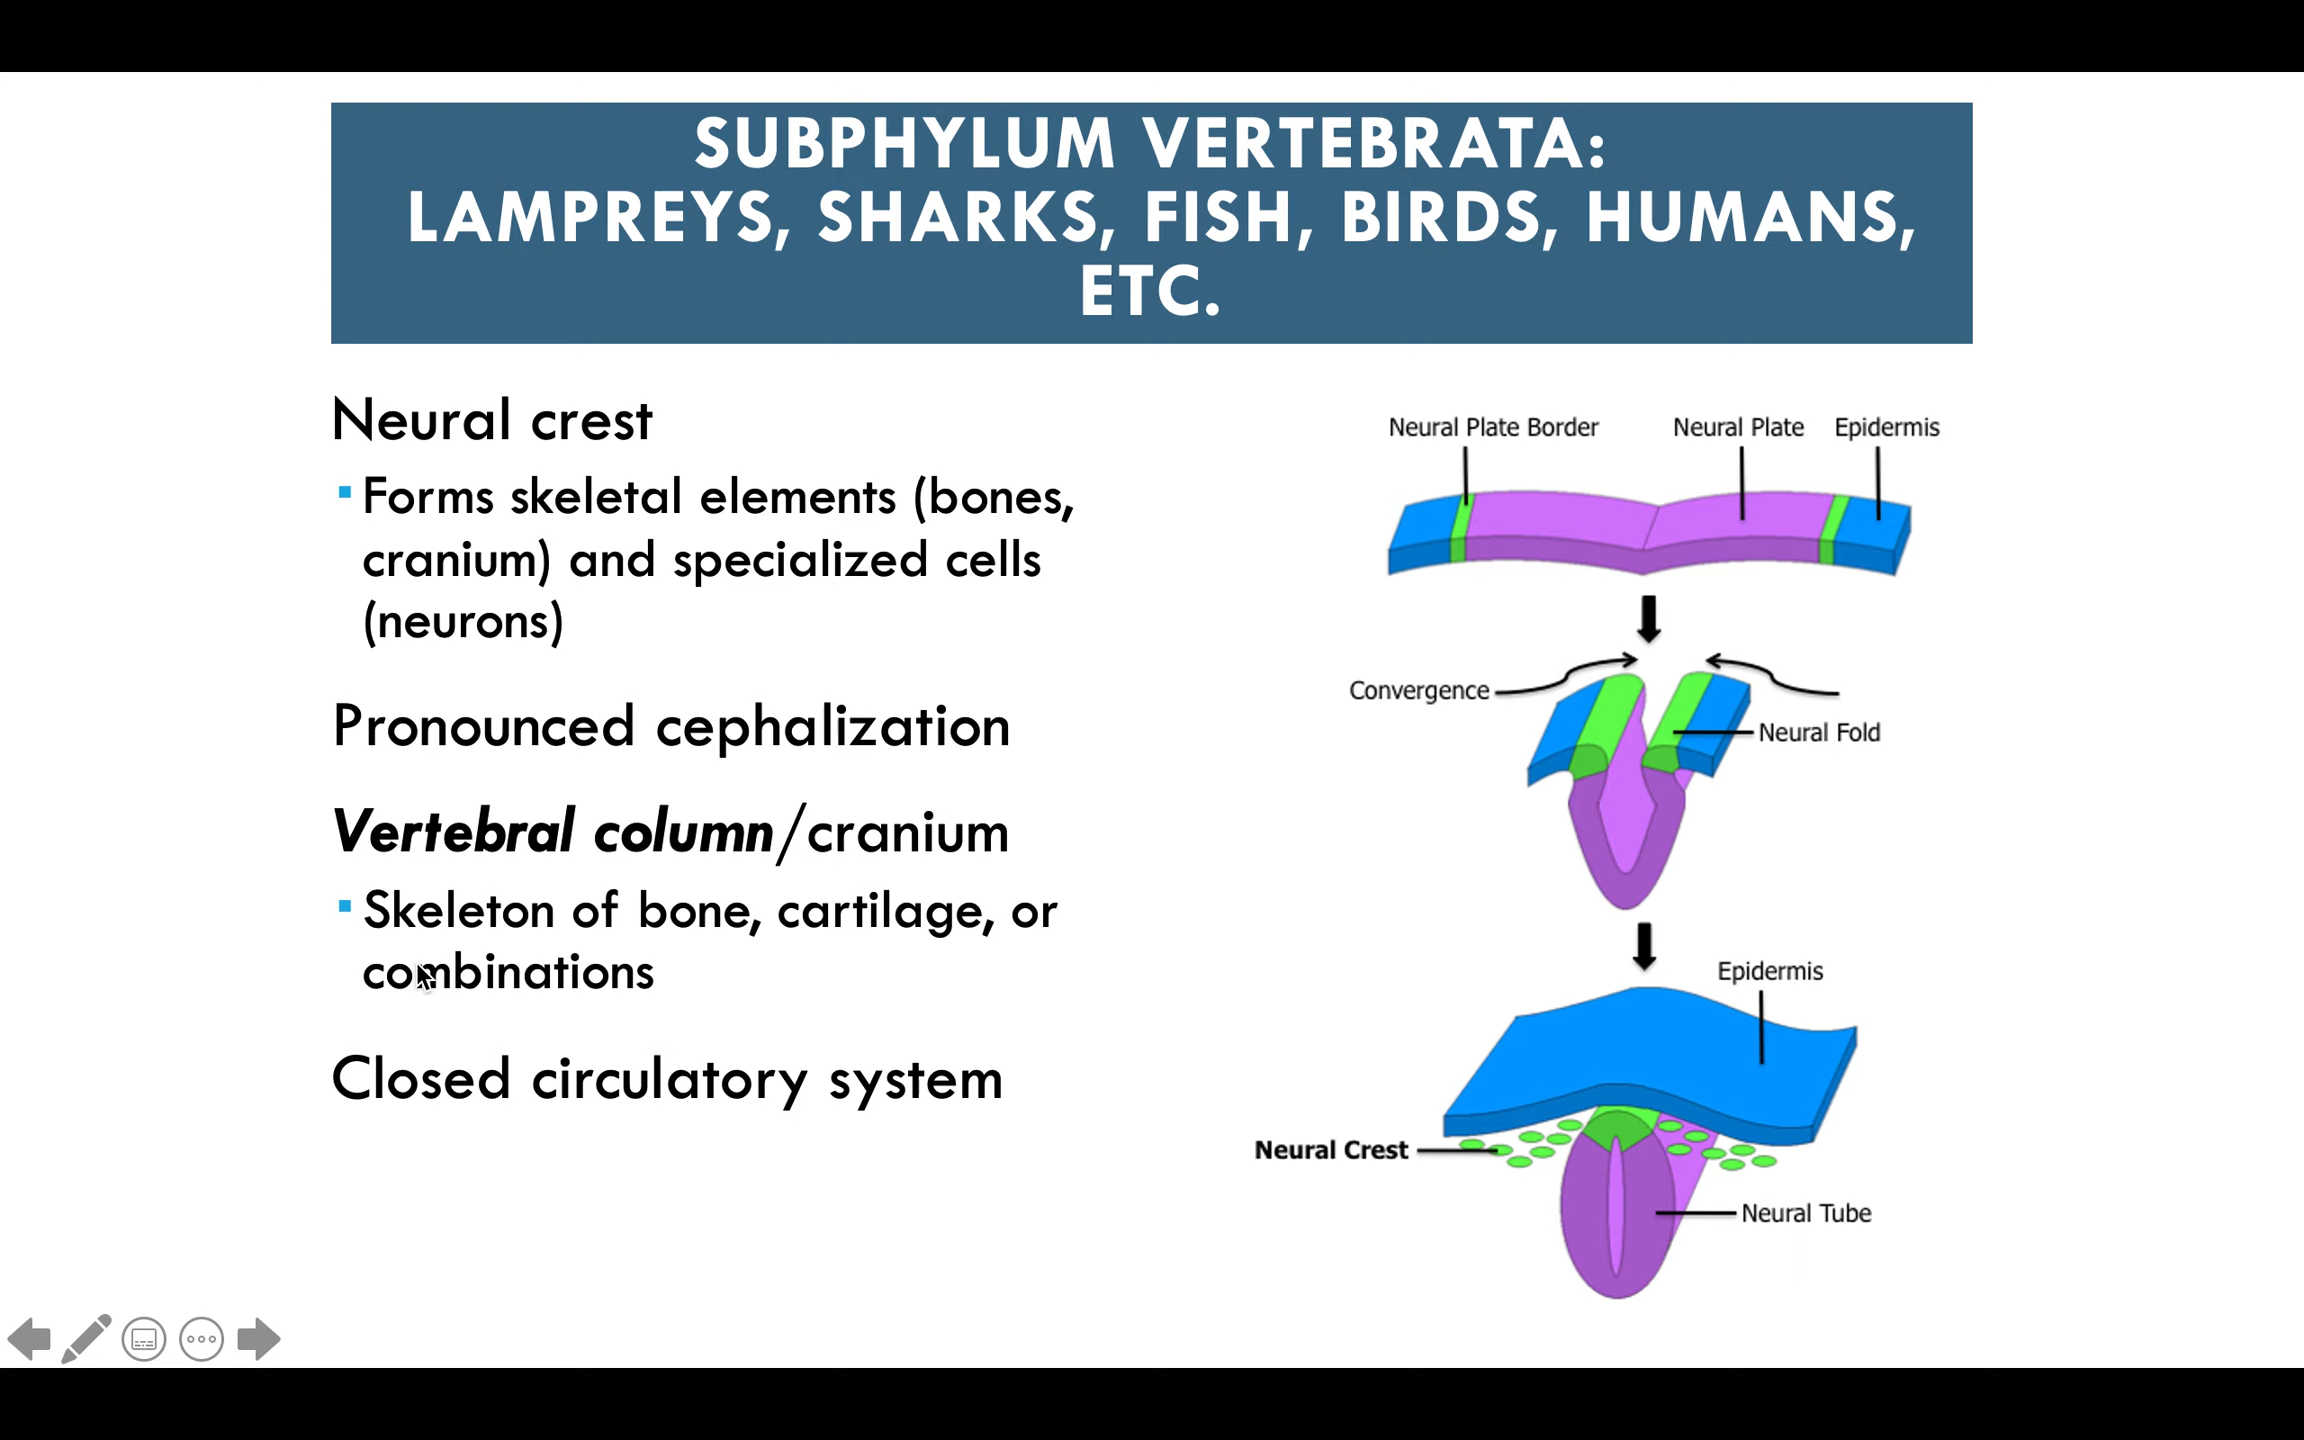 SUBPHYLUM VERTEBRATA:
LAMPREYS, SHARKS, FISH, BIRDS, HUMANS,
ETC.
Neural crest
Forms skeletal elements (bones,
cranium) and specialized cells
(neurons)
Pronounced cephalization
Vertebral column/cranium
Skeleton of bone, cartilage, or
combinations
Closed circulatory system
Neural Plate Border
Neural Plate
Epidermis
Convergence
Neural Fold
Epidermis
Neural Crest
Neural Tube